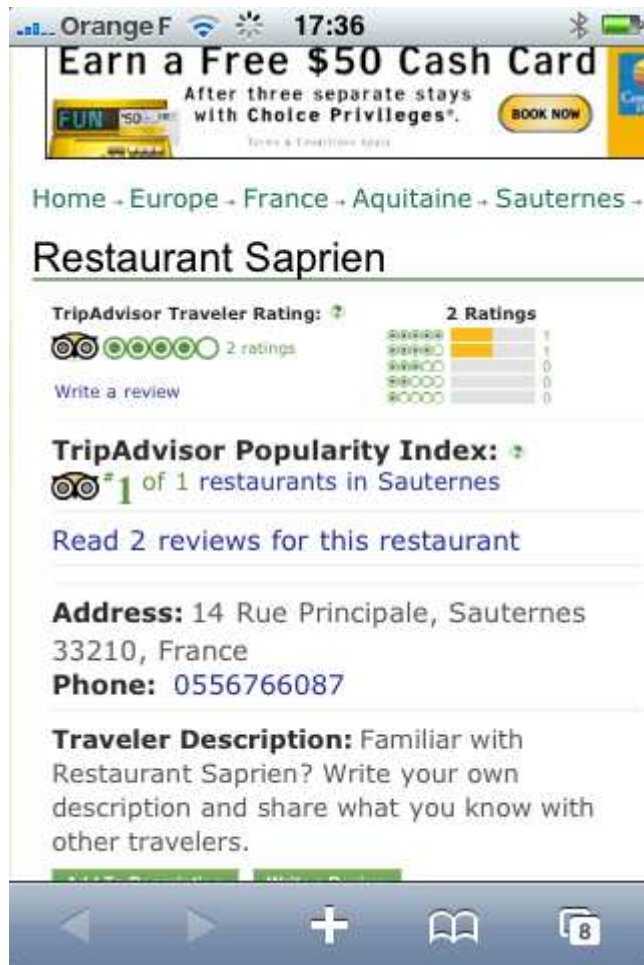 Orange F 17:36
Earn a Free $50 Cash Card
After three separate stays
with Choice Privileges®.
BOOK NOW
FUN $50
Terms & Conditions Apply
Home → Europe → France → Aquitaine → Sauternes →
Restaurant Saprien
TripAdvisor Traveler Rating: ?
2 ratings
Write a review
2 Ratings
1
1
0
0
0
TripAdvisor Popularity Index: ?
#1 of 1 restaurants in Sauternes
Read 2 reviews for this restaurant
Address: 14 Rue Principale, Sauternes
33210, France
Phone: 0556766087
Traveler Description: Familiar with
Restaurant Saprien? Write your own
description and share what you know with
other travelers.
8